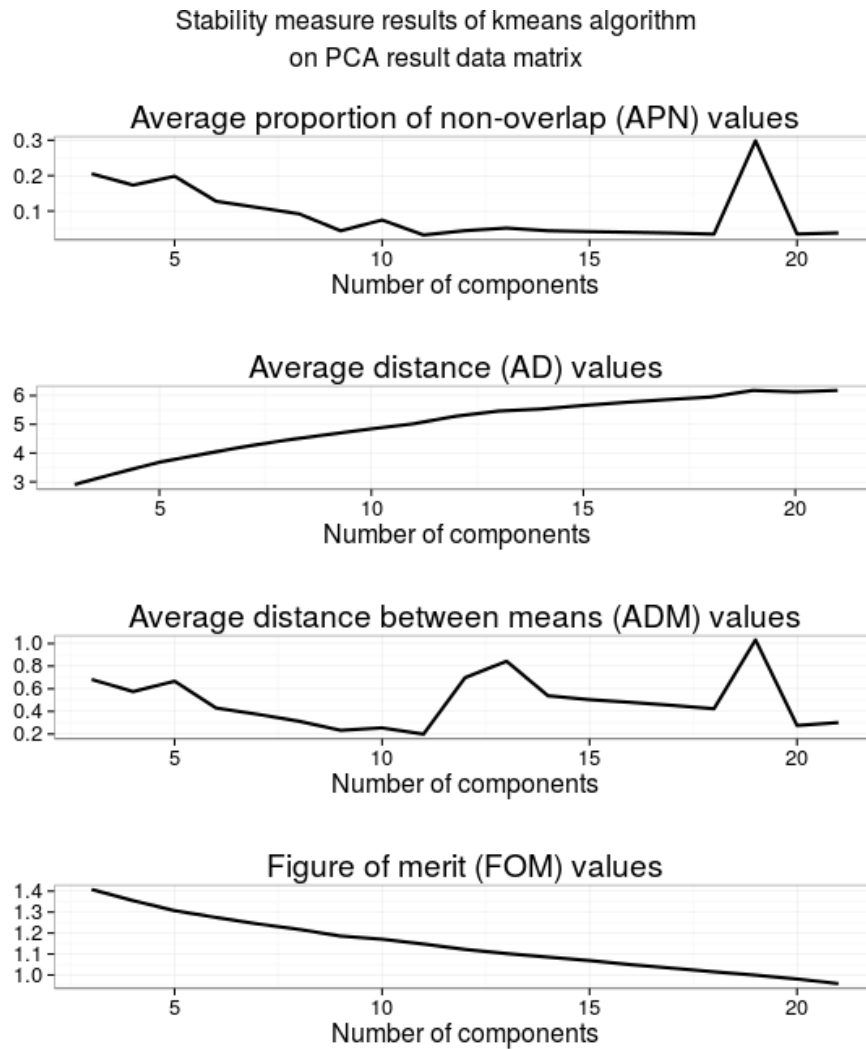 Stability measure results of kmeans algorithm
on PCA result data matrix
Average proportion of non-overlap (APN) values
0.3
0.2
0.1
5 10 15 20
Number of components
Average distance (AD) values
6
5
4
3
5 10 15 20
Number of components
Average distance between means (ADM) values
1.0
0.8
0.6
0.4
0.2
5 10 15 20
Number of components
Figure of merit (FOM) values
1.4
1.3
1.2
1.1
1.0
5 10 15 20
Number of components